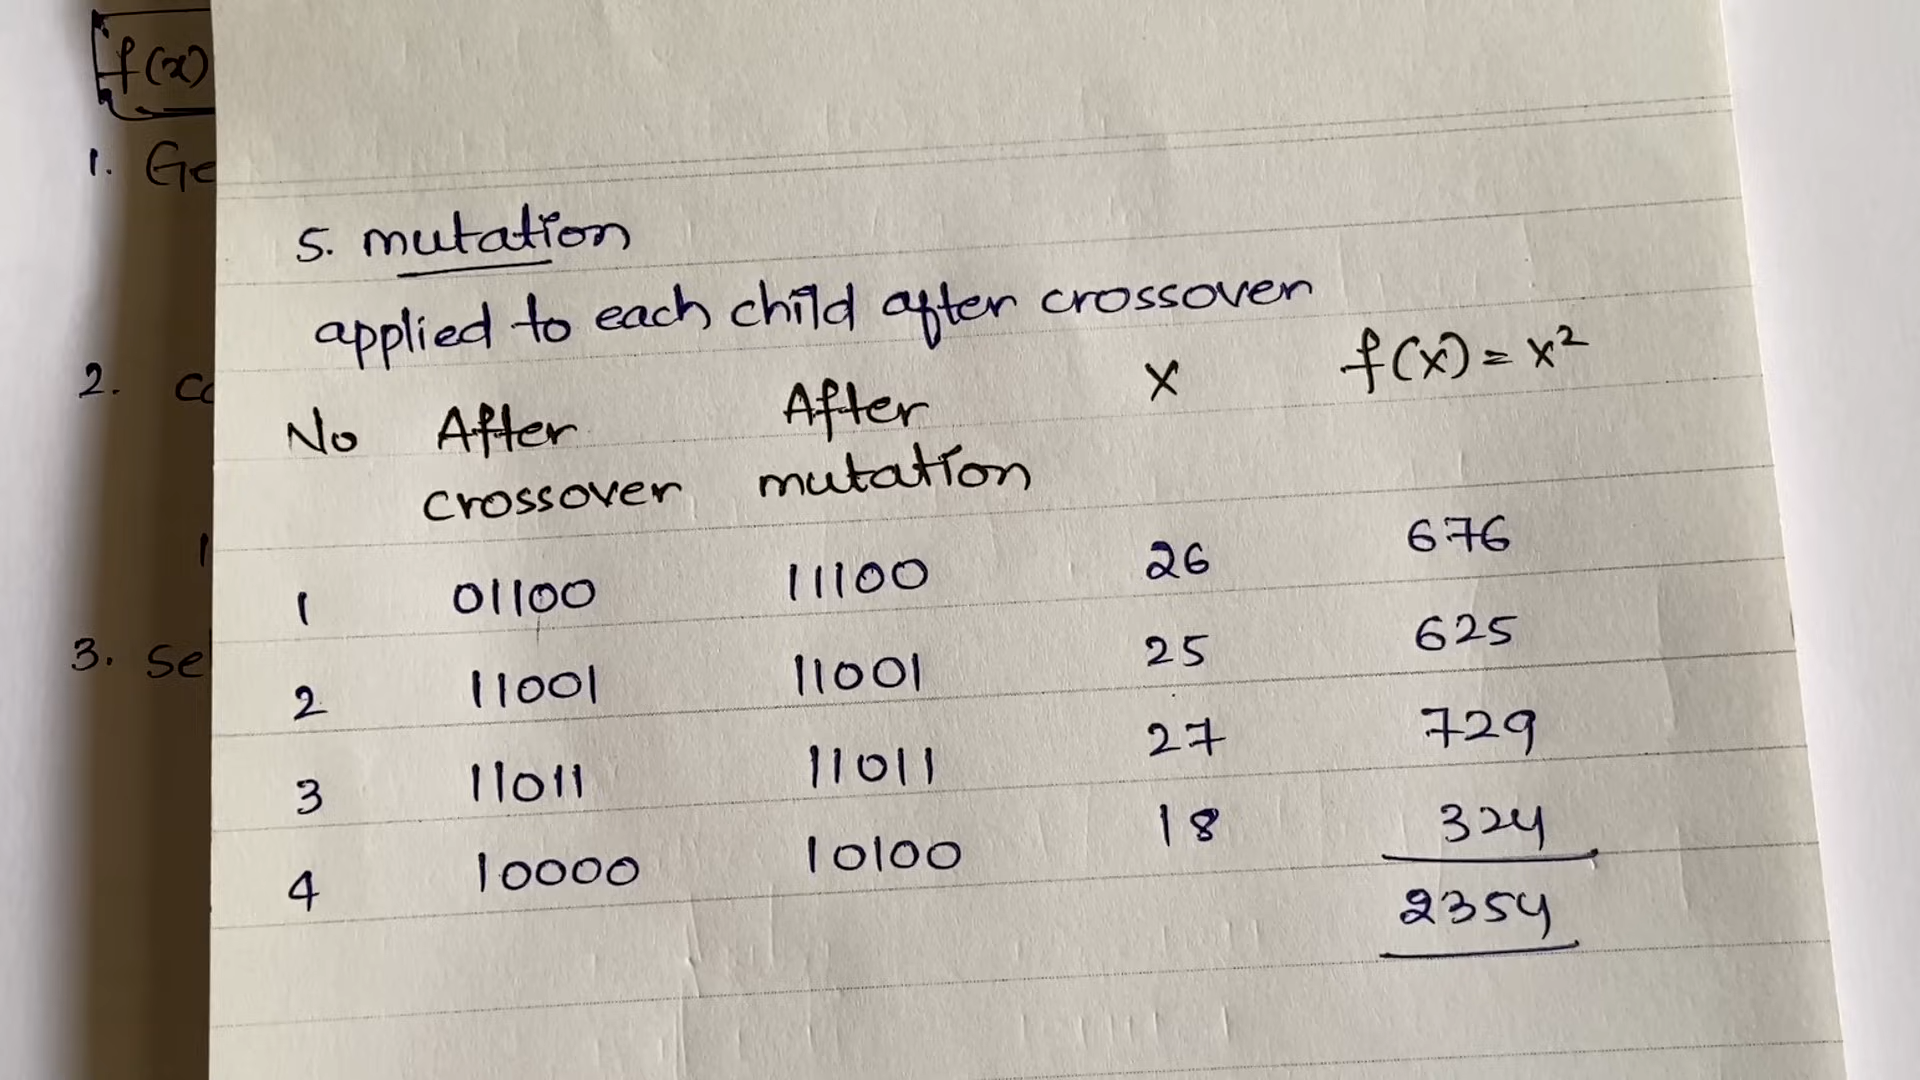 f(x)
1. Ge
2. co
3. Se
5. mutation
applied to each child after crossover
No After crossover After mutation X f(x) = x²
1 01100 11100 26 676
2 11001 11001 25 625
3 11011 11011 27 729
4 10000 10100 18 324
2354